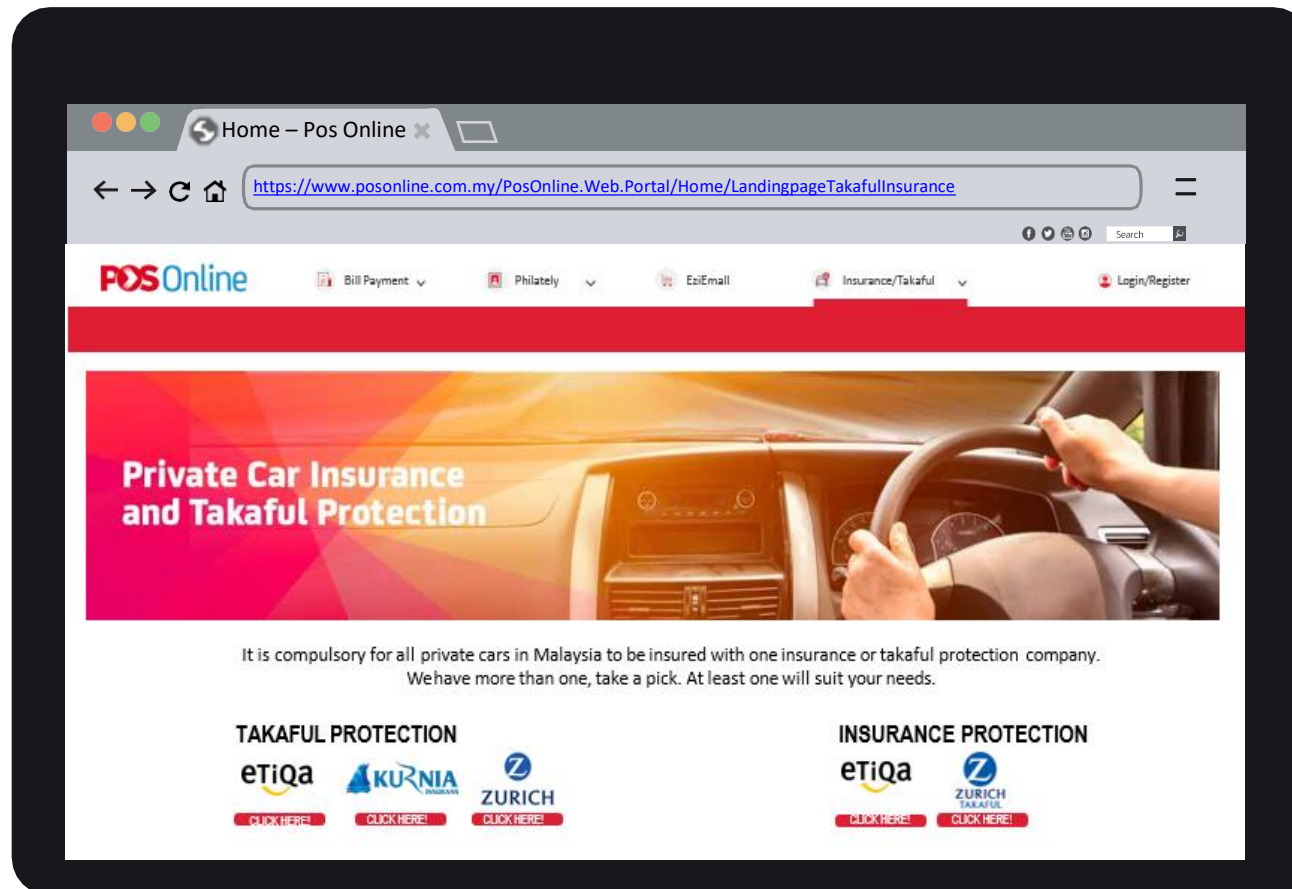 Home – Pos Online
https://www.posonline.com.my/PosOnline.Web.Portal/Home/LandingpageTakafulInsurance
Search
POS Online
Bill Payment
Philately
EziEmall
Insurance/Takaful
Login/Register
Private Car Insurance
and Takaful Protection
It is compulsory for all private cars in Malaysia to be insured with one insurance or takaful protection company.
We have more than one, take a pick. At least one will suit your needs.
TAKAFUL PROTECTION
eTiQa
KURNIA
INSURANS
ZURICH
CLICK HERE!
CLICK HERE!
CLICK HERE!
INSURANCE PROTECTION
eTiQa
ZURICH
TAKAFUL
CLICK HERE!
CLICK HERE!